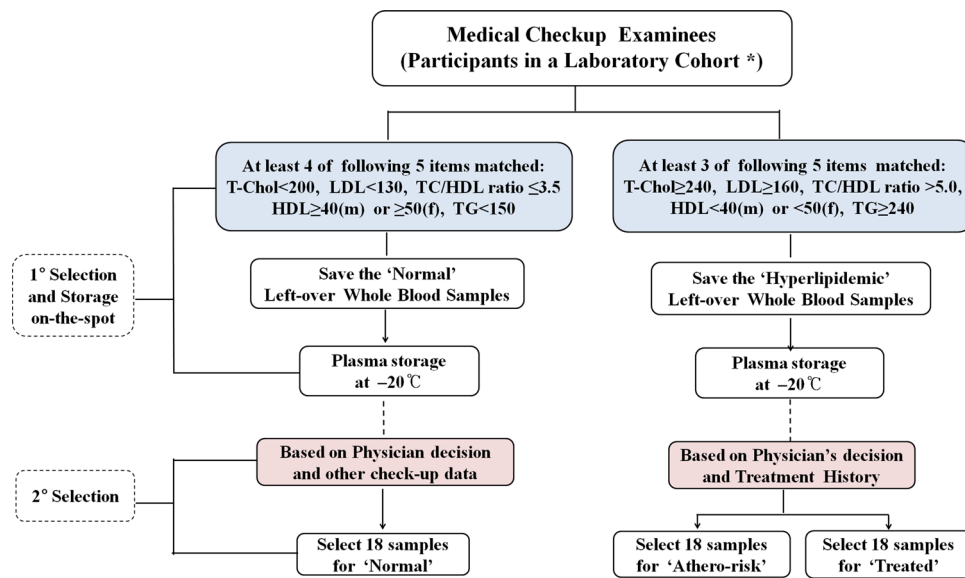 Medical Checkup Examinees
(Participants in a Laboratory Cohort *)
At least 4 of following 5 items matched:
T-Chol<200, LDL<130, TC/HDL ratio ≤3.5
HDL≥40(m) or ≥50(f), TG<150
At least 3 of following 5 items matched:
T-Chol≥240, LDL≥160, TC/HDL ratio >5.0,
HDL<40(m) or <50(f), TG≥240
1° Selection
and Storage
on-the-spot
Save the ‘Normal’
Left-over Whole Blood Samples
Save the ‘Hyperlipidemic’
Left-over Whole Blood Samples
Plasma storage
at –20℃
Plasma storage
at –20℃
2° Selection
Based on Physician decision
and other check-up data
Based on Physician’s decision
and Treatment History
Select 18 samples
for ‘Normal’
Select 18 samples
for ‘Athero-risk’
Select 18 samples
for ‘Treated’